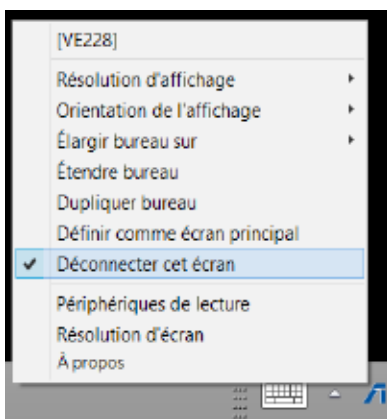 [VE228]
Résolution d'affichage
Orientation de l'affichage
Élargir bureau sur
Étendre bureau
Dupliquer bureau
Définir comme écran principal
Déconnecter cet écran
Périphériques de lecture
Résolution d'écran
À propos